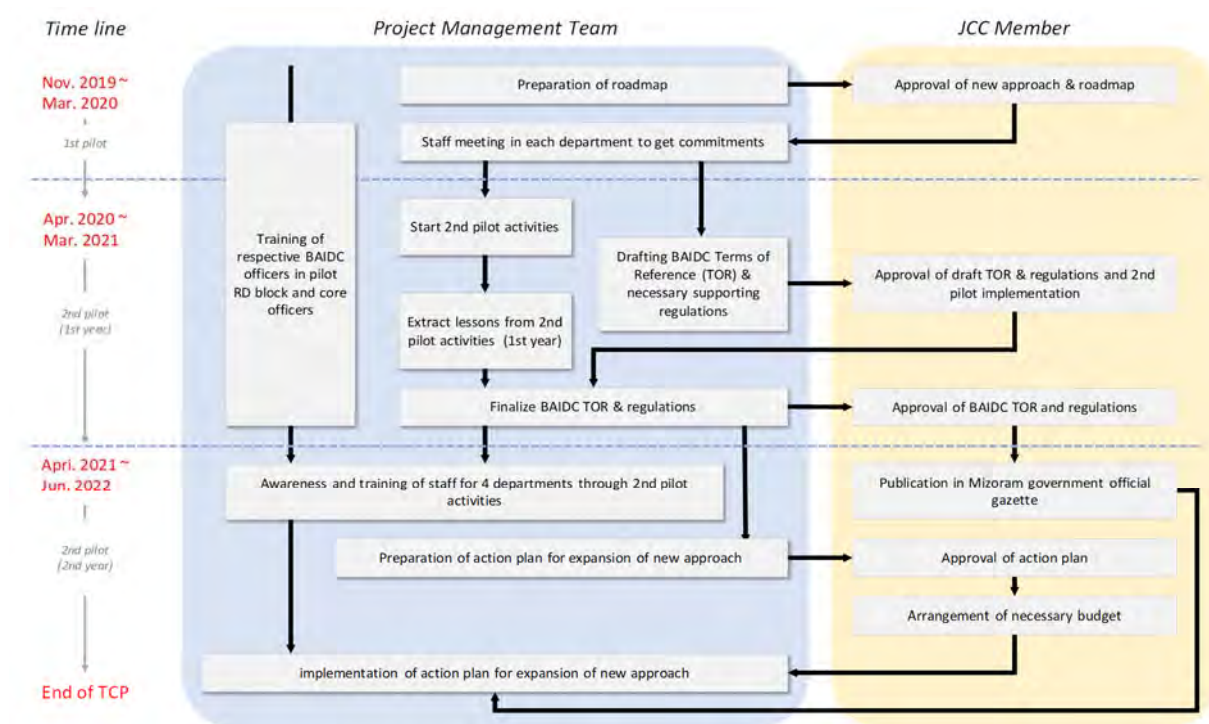 Time line
Project Management Team
JCC Member
Nov. 2019 ~
Mar. 2020
Preparation of roadmap
Approval of new approach & roadmap
1st pilot
Staff meeting in each department to get commitments
Apr. 2020 ~
Mar. 2021
Training of
respective BAIDC
officers in pilot
RD block and core
officers
Start 2nd pilot activities
Drafting BAIDC Terms of
Reference (TOR) &
necessary supporting
regulations
Approval of draft TOR & regulations and 2nd
pilot implementation
2nd pilot
(1st year)
Extract lessons from 2nd
pilot activities (1st year)
Finalize BAIDC TOR & regulations
Approval of BAIDC TOR and regulations
Apri. 2021 ~
Jun. 2022
Awareness and training of staff for 4 departments through 2nd pilot
activities
Publication in Mizoram government official
gazette
2nd pilot
(2nd year)
Preparation of action plan for expansion of new approach
Approval of action plan
Arrangement of necessary budget
implementation of action plan for expansion of new approach
End of TCP